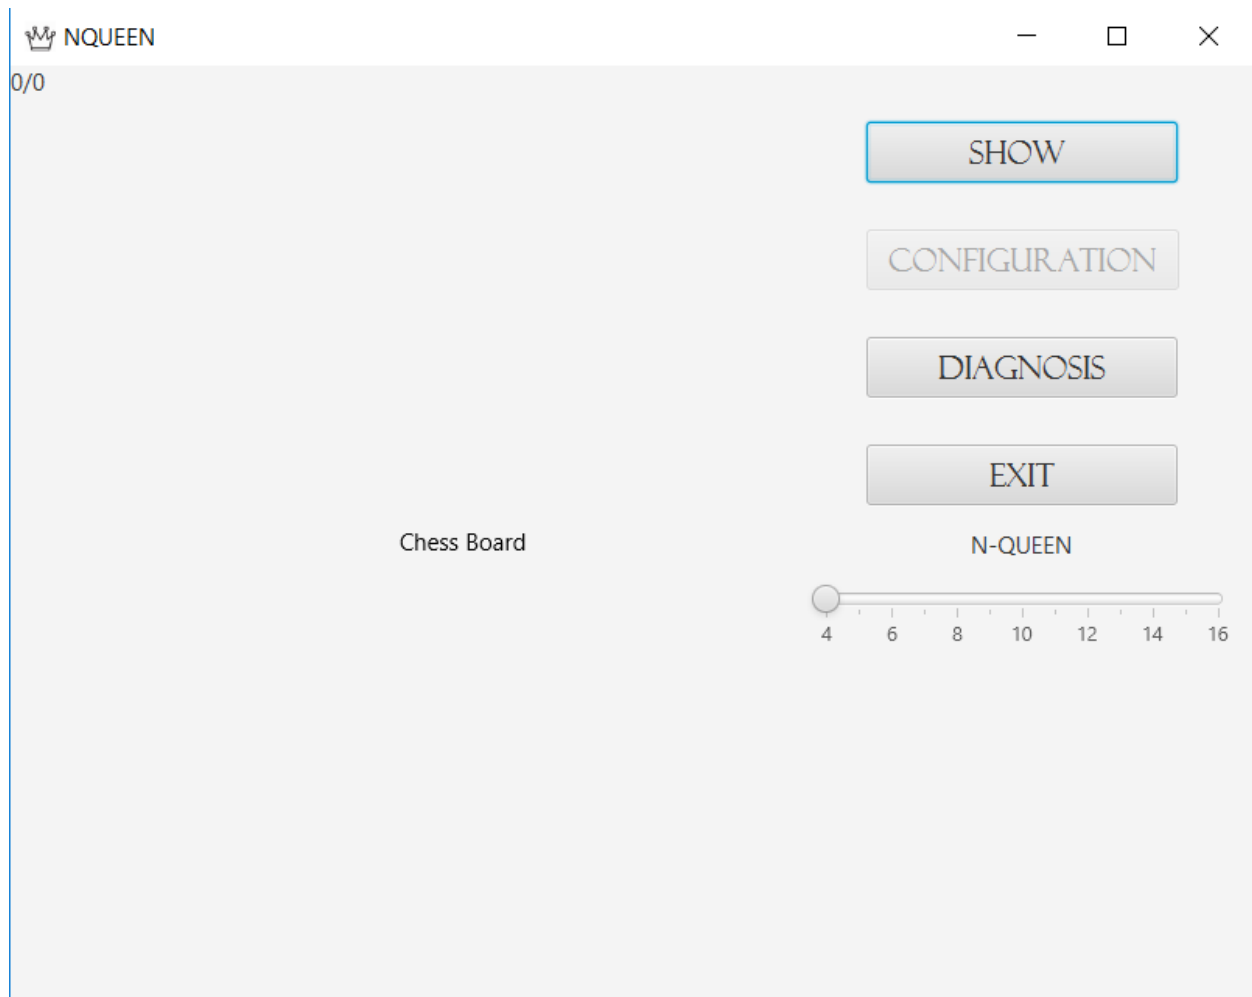 NQUEEN
0/0
SHOW
CONFIGURATION
DIAGNOSIS
EXIT
Chess Board
N-QUEEN
4 6 8 10 12 14 16